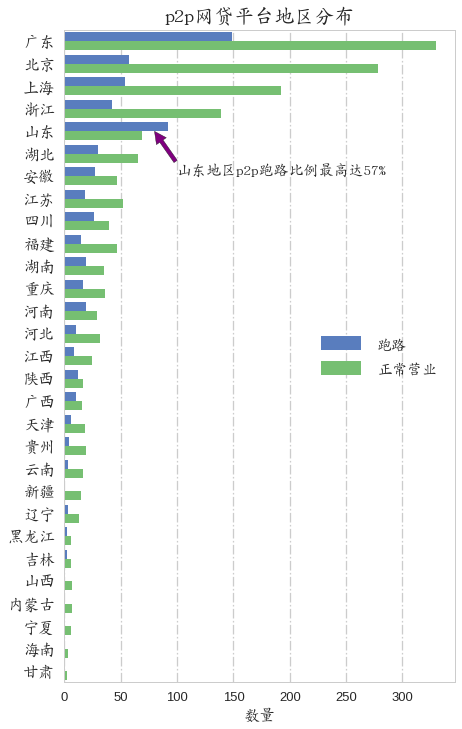 p2p网贷平台地区分布
广东
北京
上海
浙江
山东
湖北
山东地区p2p跑路比例最高达57%
安徽
江苏
四川
福建
湖南
重庆
河南
河北
跑路
江西
正常营业
陕西
广西
天津
贵州
云南
新疆
辽宁
黑龙江
吉林
山西
内蒙古
宁夏
海南
甘肃
0 50 100 150 200 250 300
数量